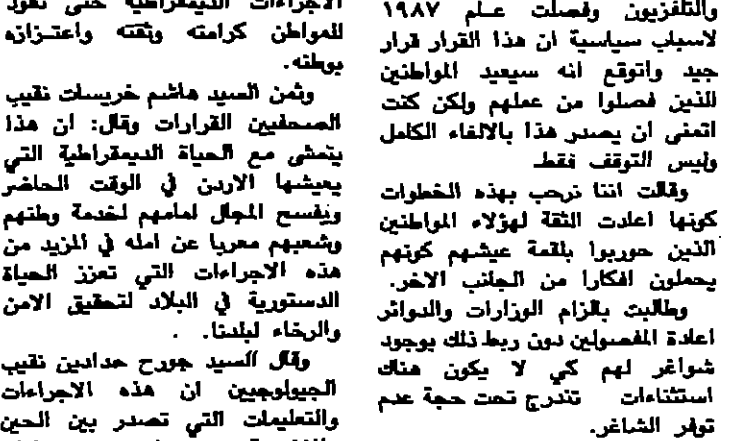 والتلفزيون وفصلت عام ١٩٨٧
لاسباب سياسية ان هذا القرار قرار
جيد واتوقع انه سيعيد المواطنين
الذين فصلوا من عملهم ولكن كنت
اتمنى ان يصدر هذا بالالغاء الكامل
وليس التوقف فقط.
وقالت اننا نرحب بهذه الخطوات
كونها اعادت الثقة لهؤلاء المواطنين
الذين حوربوا بلقمة عيشهم كونهم
يحملون افكارا من الجانب الاخر.
وطالبت بالزام الوزارات والدوائر
اعادة المفصولين دون ربط ذلك بوجود
شواغر لهم كي لا يكون هناك
استثناءات تندرج تحت حجة عدم
توفر الشاغر.
الاجراءات الديمقراطية حتى تعود
للمواطن كرامته وثقته واعتزازه
بوطنه.
وثمن السيد هاشم خريسات نقيب
الصحفيين القرارات وقال: ان هذا
يتمشى مع الحياة الديمقراطية التي
يعيشها الاردن في الوقت الحاضر
ويفسح المجال امامهم لخدمة وطنهم
وشعبهم معربا عن امله في المزيد من
هذه الاجراءات التي تعزز الحياة
الدستورية في البلاد لتحقيق الامن
والرخاء لبلدنا.
وقال السيد جورج حدادين نقيب
الجيولوجيين ان هذه الاجراءات
والتعليمات التي تصدر بين الحين